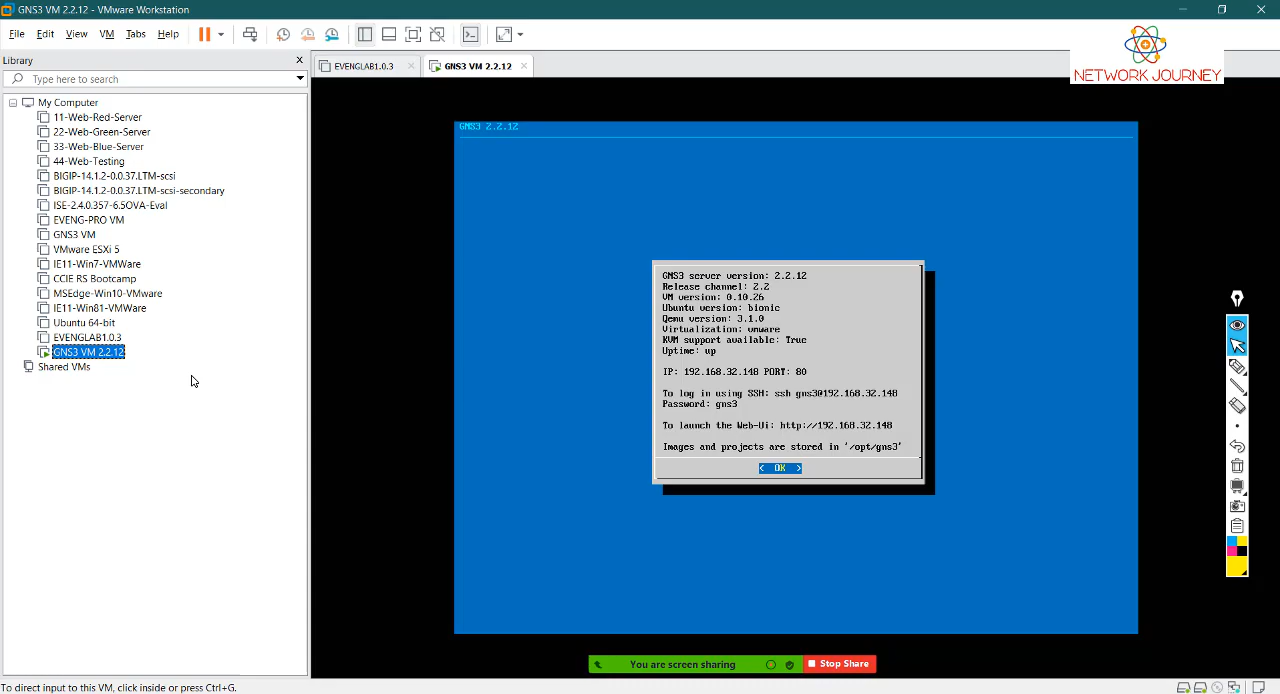 GNS3 VM 2.2.12 - VMware Workstation
File Edit View VM Tabs Help
Library
Type here to search
EVENGLAB1.0.3
GNS3 VM 2.2.12
NETWORK JOURNEY
My Computer
11-Web-Red-Server
22-Web-Green-Server
33-Web-Blue-Server
44-Web-Testing
BIGIP-14.1.2-0.0.37.LTM-scsi
BIGIP-14.1.2-0.0.37.LTM-scsi-secondary
ISE-2.4.0.357-6.5OVA-Eval
EVENG-PRO VM
GNS3 VM
VMware ESXi 5
IE11-Win7-VMWare
CCIE RS Bootcamp
MSEdge-Win10-VMware
IE11-Win81-VMWare
Ubuntu 64-bit
EVENGLAB1.0.3
GNS3 VM 2.2.12
Shared VMs
GNS3 2.2.12
GNS3 server version: 2.2.12
Release channel: 2.2
VM version: 0.10.26
Ubuntu version: bionic
Qemu version: 3.1.0
Virtualization: vmware
KVM support available: True
Uptime: up
IP: 192.168.32.148 PORT: 80
To log in using SSH: ssh gns3@192.168.32.148
Password: gns3
To launch the Web-Ui: http://192.168.32.148
Images and projects are stored in '/opt/gns3'
< OK >
You are screen sharing
Stop Share
To direct input to this VM, click inside or press Ctrl+G.